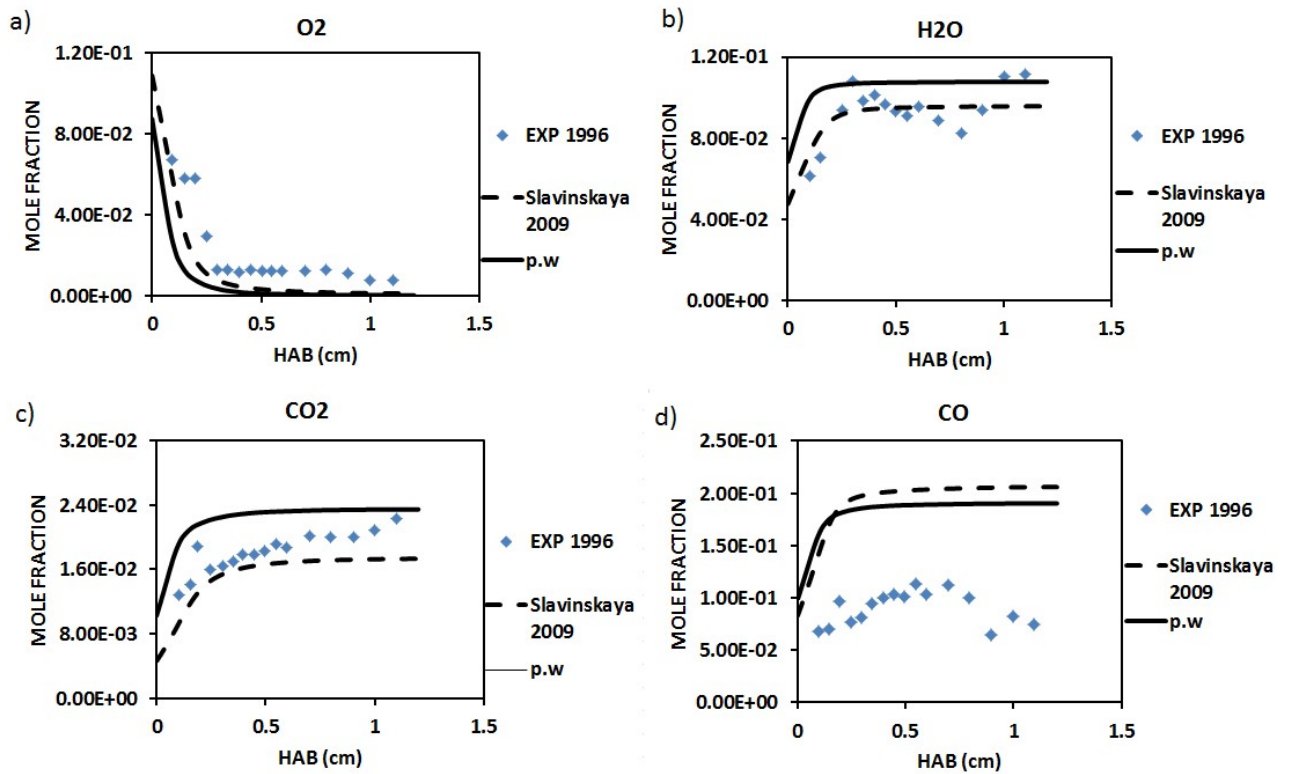 a)
O2
1.20E-01
8.00E-02
4.00E-02
0.00E+00
MOLE FRACTION
0 0.5 1 1.5
HAB (cm)
EXP 1996
Slavinskaya
2009
p.w
b)
H2O
1.20E-01
8.00E-02
4.00E-02
0.00E+00
MOLE FRACTION
0 0.5 1 1.5
HAB (cm)
EXP 1996
Slavinskaya
2009
p.w
c)
CO2
3.20E-02
2.40E-02
1.60E-02
8.00E-03
0.00E+00
MOLE FRACTION
0 0.5 1 1.5
HAB (cm)
EXP 1996
Slavinskaya
2009
p.w
d)
CO
2.50E-01
2.00E-01
1.50E-01
1.00E-01
5.00E-02
0.00E+00
MOLE FRACTION
0 0.5 1 1.5
HAB (cm)
EXP 1996
Slavinskaya
2009
p.w